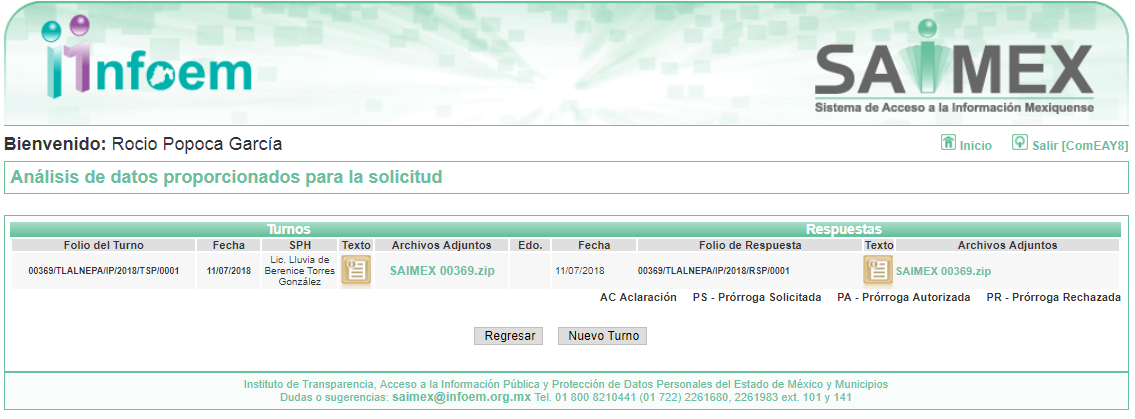 infoem
SAIMEX
Sistema de Acceso a la Información Mexiquense
Bienvenido: Rocio Popoca García
Inicio
Salir [ComEAY8]
Análisis de datos proporcionados para la solicitud
Turnos
Respuestas
Folio del Turno Fecha SPH Texto Archivos Adjuntos Edo. Fecha Folio de Respuesta Texto Archivos Adjuntos
00369/TLALNEPA/IP/2018/TSP/0001 11/07/2018 Lic. Lluvia de
Berenice Torres
González
SAIMEX 00369.zip 11/07/2018 00369/TLALNEPA/IP/2018/RSP/0001 SAIMEX 00369.zip
AC Aclaración PS - Prórroga Solicitada PA - Prórroga Autorizada PR - Prórroga Rechazada
Regresar Nuevo Turno
Instituto de Transparencia, Acceso a la Información Pública y Protección de Datos Personales del Estado de México y Municipios
Dudas o sugerencias: saimex@infoem.org.mx Tel. 01 800 8210441 (01 722) 2261680, 2261983 ext. 101 y 141